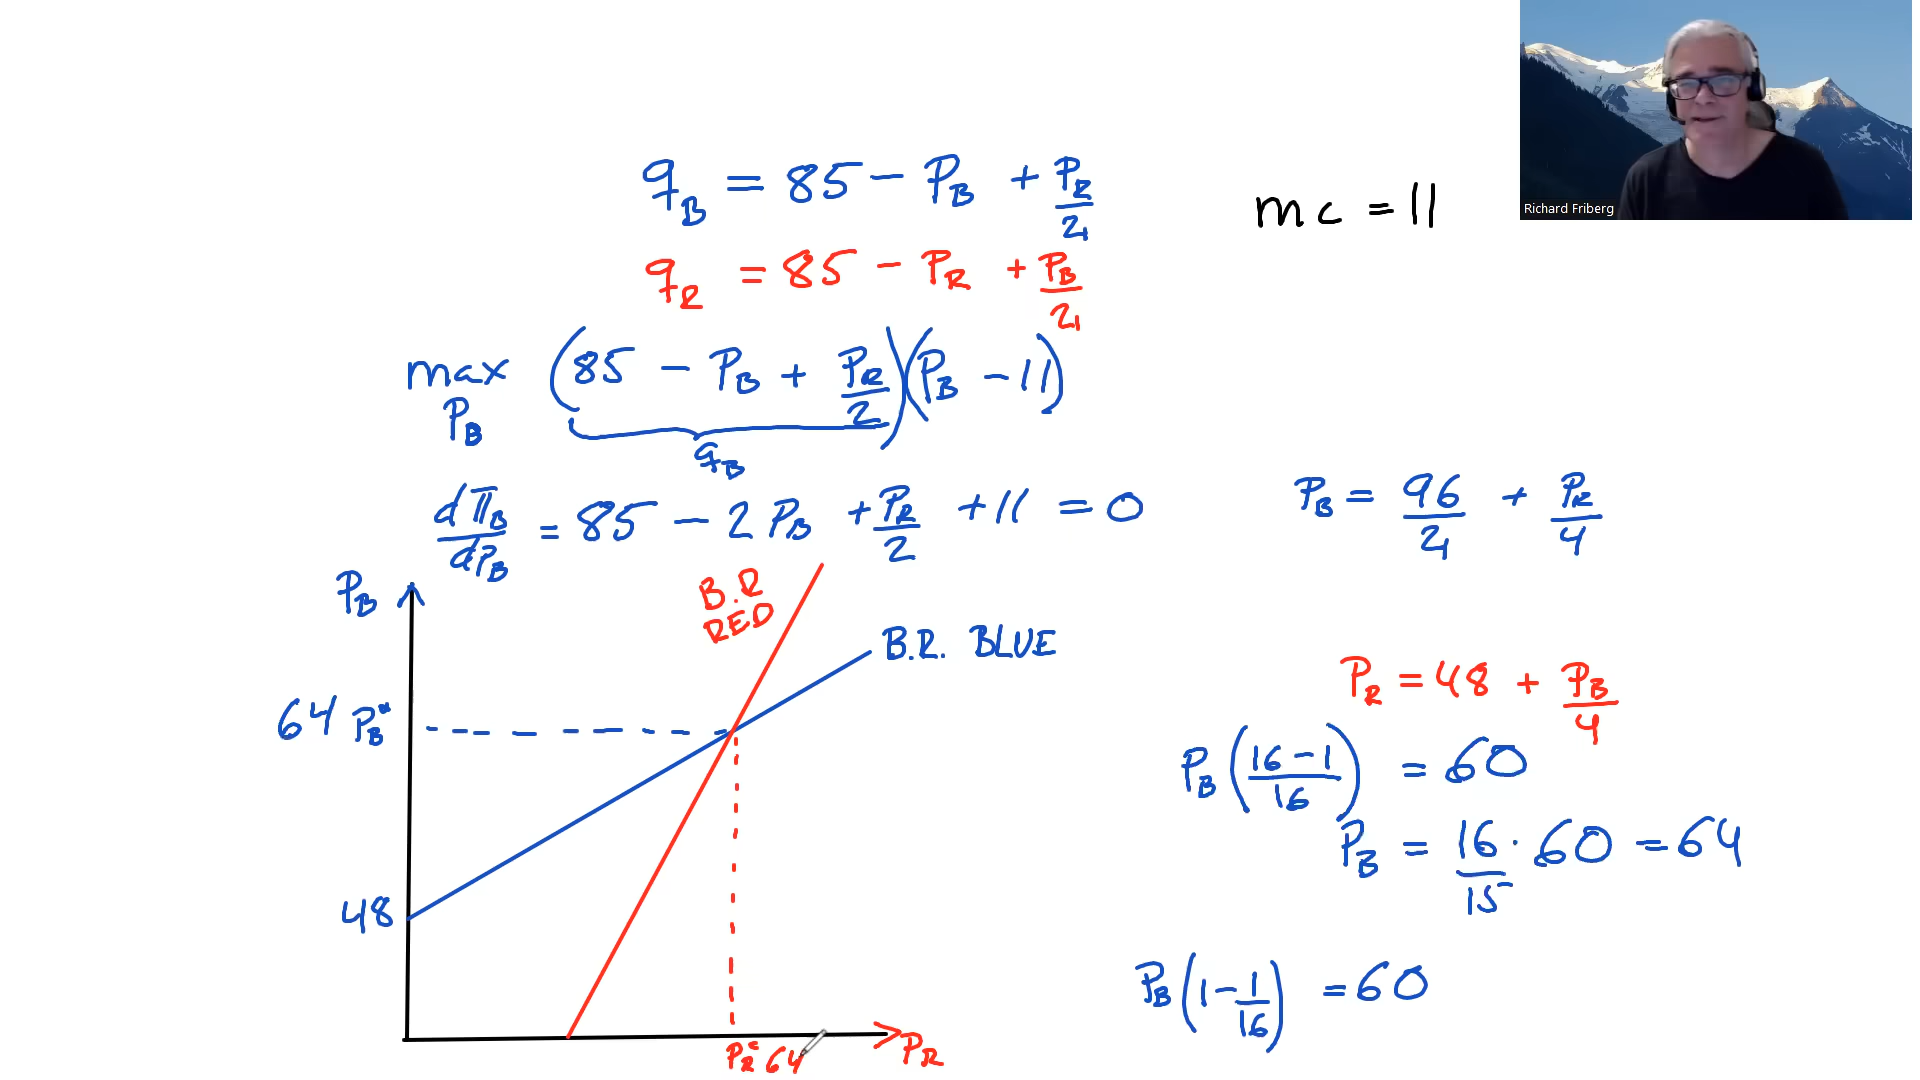 Richard Friberg
q_B = 85 - P_B + P_R/2
mc = 11
q_R = 85 - P_R + P_B/2
max P_B (85 - P_B + P_R/2)(P_B - 11)
q_B
dπ_B/dP_B = 85 - 2P_B + P_R/2 + 11 = 0
P_B = 96/2 + P_R/4
P_B
B.R RED
B.R. BLUE
64 P_B*
48
P_R* 64
P_R
P_R = 48 + P_B/4
P_B((16 - 1)/16) = 60
P_B = 16/15 · 60 = 64
P_B(1 - 1/16) = 60